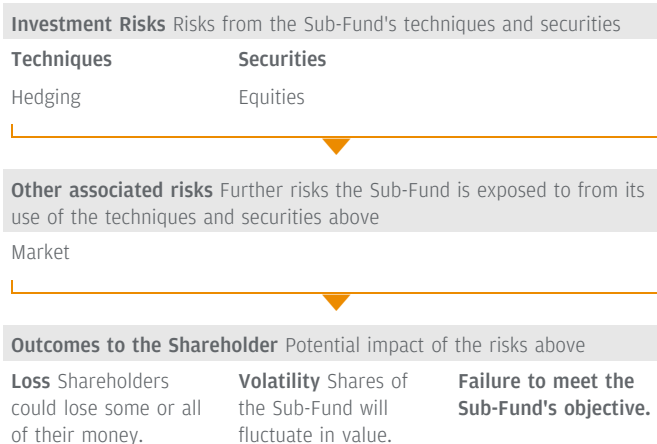 Investment Risks Risks from the Sub-Fund's techniques and securities
Techniques Securities
Hedging Equities
Other associated risks Further risks the Sub-Fund is exposed to from its
use of the techniques and securities above
Market
Outcomes to the Shareholder Potential impact of the risks above
Loss Shareholders
could lose some or all
of their money.
Volatility Shares of
the Sub-Fund will
fluctuate in value.
Failure to meet the
Sub-Fund's objective.